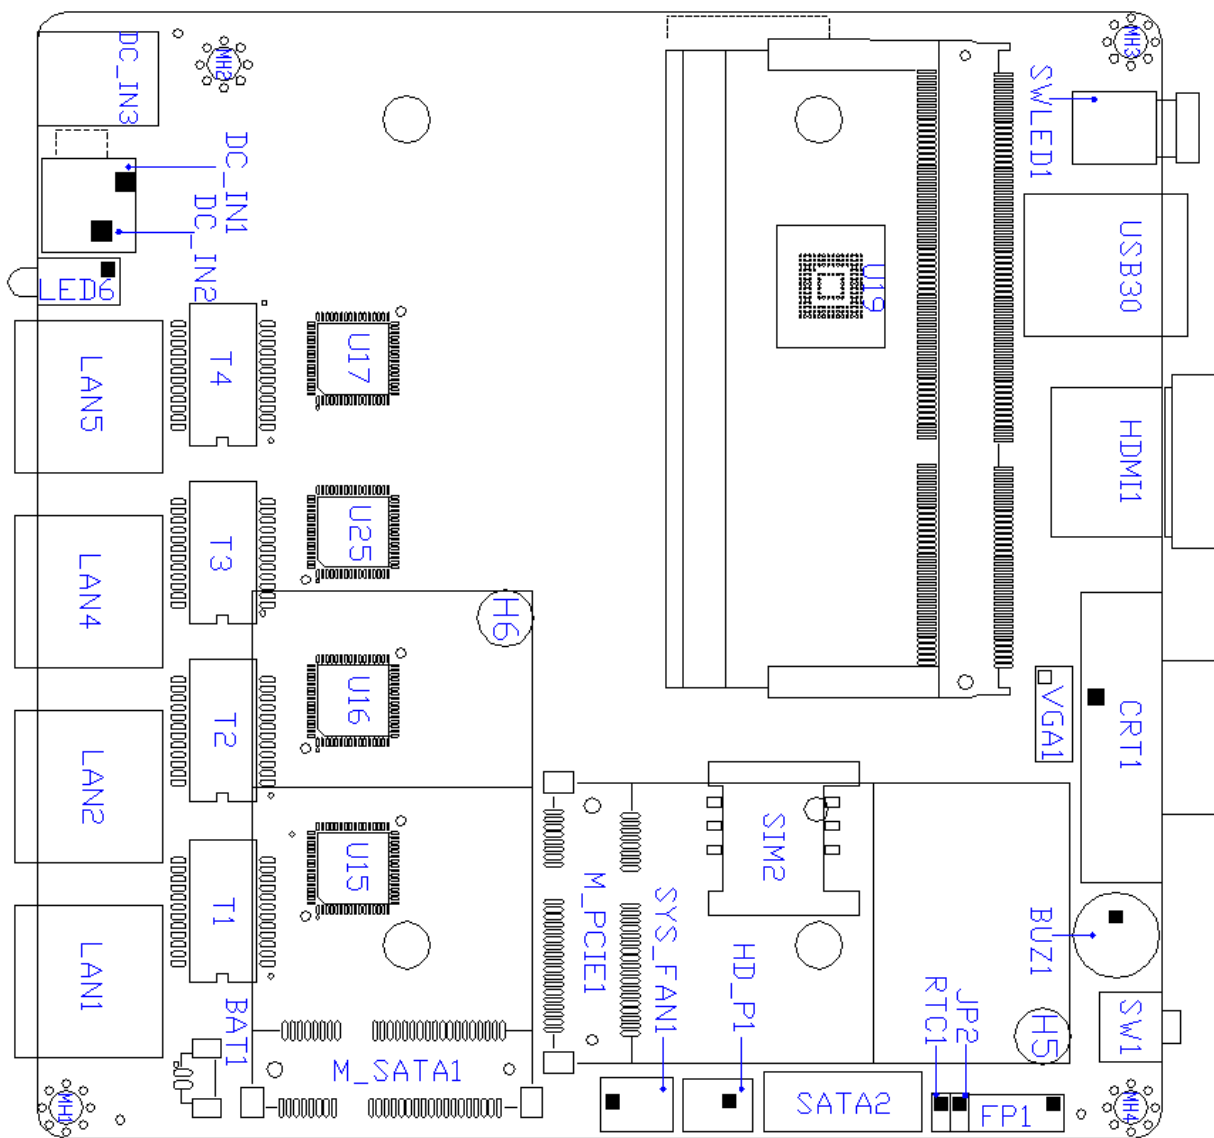 DC_IN3
MH2
MH3
SWLED1
DC_IN1
DC_IN2
USB30
LED6
U19
LAN5
T4
U17
HDMI1
LAN4
T3
U25
H6
LAN2
T2
U16
VGA1
CRT1
SIM2
LAN1
T1
U15
M_PCIE1
SYS_FAN1
HD_P1
BUZ1
RTC1
JP2
H5
SW1
BAT1
M_SATA1
SATA2
FP1
MH1
MH4